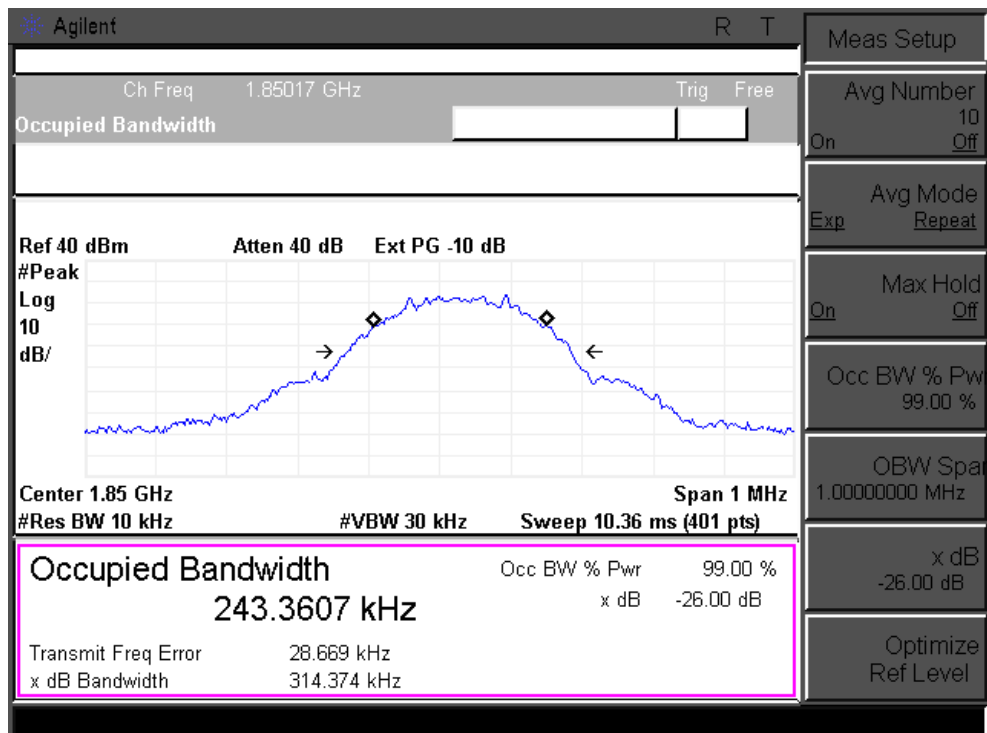 Agilent R T
Ch Freq 1.85017 GHz Trig Free
Occupied Bandwidth
Ref 40 dBm Atten 40 dB Ext PG -10 dB
#Peak
Log
10
dB/
Center 1.85 GHz Span 1 MHz
#Res BW 10 kHz #VBW 30 kHz Sweep 10.36 ms (401 pts)
Occupied Bandwidth Occ BW % Pwr 99.00 %
243.3607 kHz x dB -26.00 dB
Transmit Freq Error 28.669 kHz
x dB Bandwidth 314.374 kHz
Meas Setup
Avg Number
10
On Off
Avg Mode
Exp Repeat
Max Hold
On Off
Occ BW % Pw
99.00 %
OBW Spa
1.00000000 MHz
x dB
-26.00 dB
Optimize
Ref Level